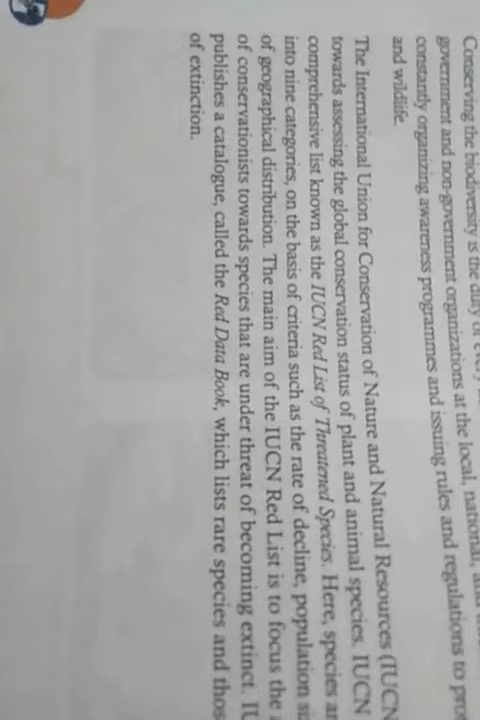 Conserving the biodiversity is the duty of
government and non-government organizations at the local, national,
constantly organizing awareness programmes and issuing rules and regulations to
and wildlife.
The International Union for Conservation of Nature and Natural Resources (IUCN
towards assessing the global conservation status of plant and animal species. IUCN
comprehensive list known as the IUCN Red List of Threatened Species. Here, species
into nine categories, on the basis of criteria such as the rate of decline, population
of geographical distribution. The main aim of the IUCN Red List is to focus the
of conservationists towards species that are under threat of becoming extinct.
publishes a catalogue, called the Red Data Book, which lists rare species and
of extinction.